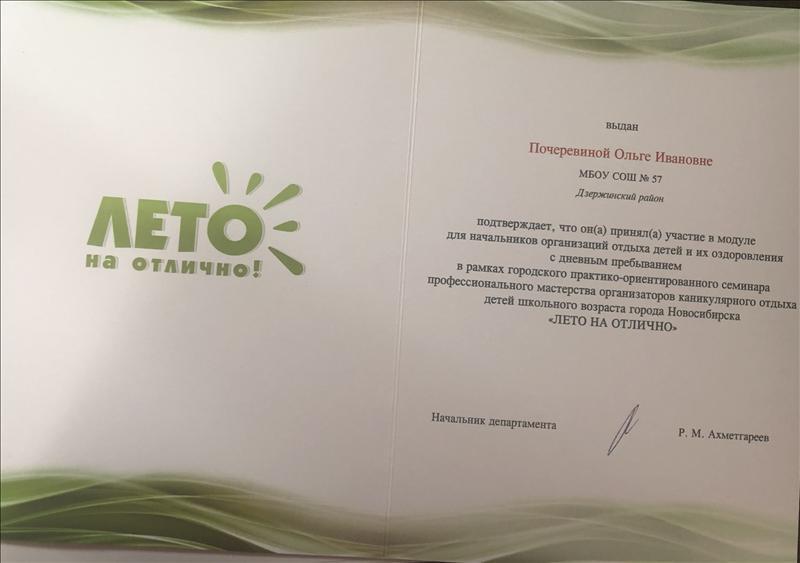 ЛЕТО
на отлично!
выдан
Почеревиной Ольге Ивановне
МБОУ СОШ № 57
Дзержинский район
подтверждает, что он(а) принял(а) участие в модуле
для начальников организаций отдыха детей и их оздоровления
с дневным пребыванием
в рамках городского практико-ориентированного семинара
профессионального мастерства организаторов каникулярного отдыха
детей школьного возраста города Новосибирска
«ЛЕТО НА ОТЛИЧНО»
Начальник департамента
Р. М. Ахметгареев